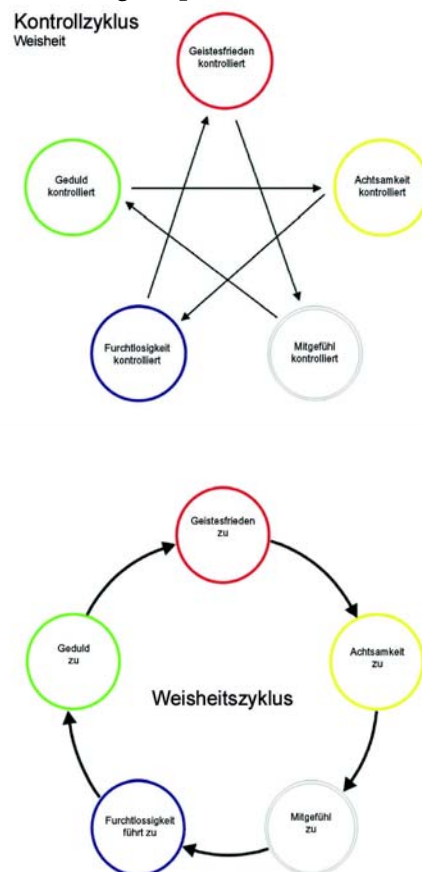 Kontrollzyklus
Weisheit
Geistesfrieden
kontrolliert
Geduld
kontrolliert
Achtsamkeit
kontrolliert
Furchtlosigkeit
kontrolliert
Mitgefühl
kontrolliert
Geistesfrieden
zu
Geduld
zu
Achtsamkeit
zu
Weisheitszyklus
Furchtlossigkeit
führt zu
Mitgefühl
zu